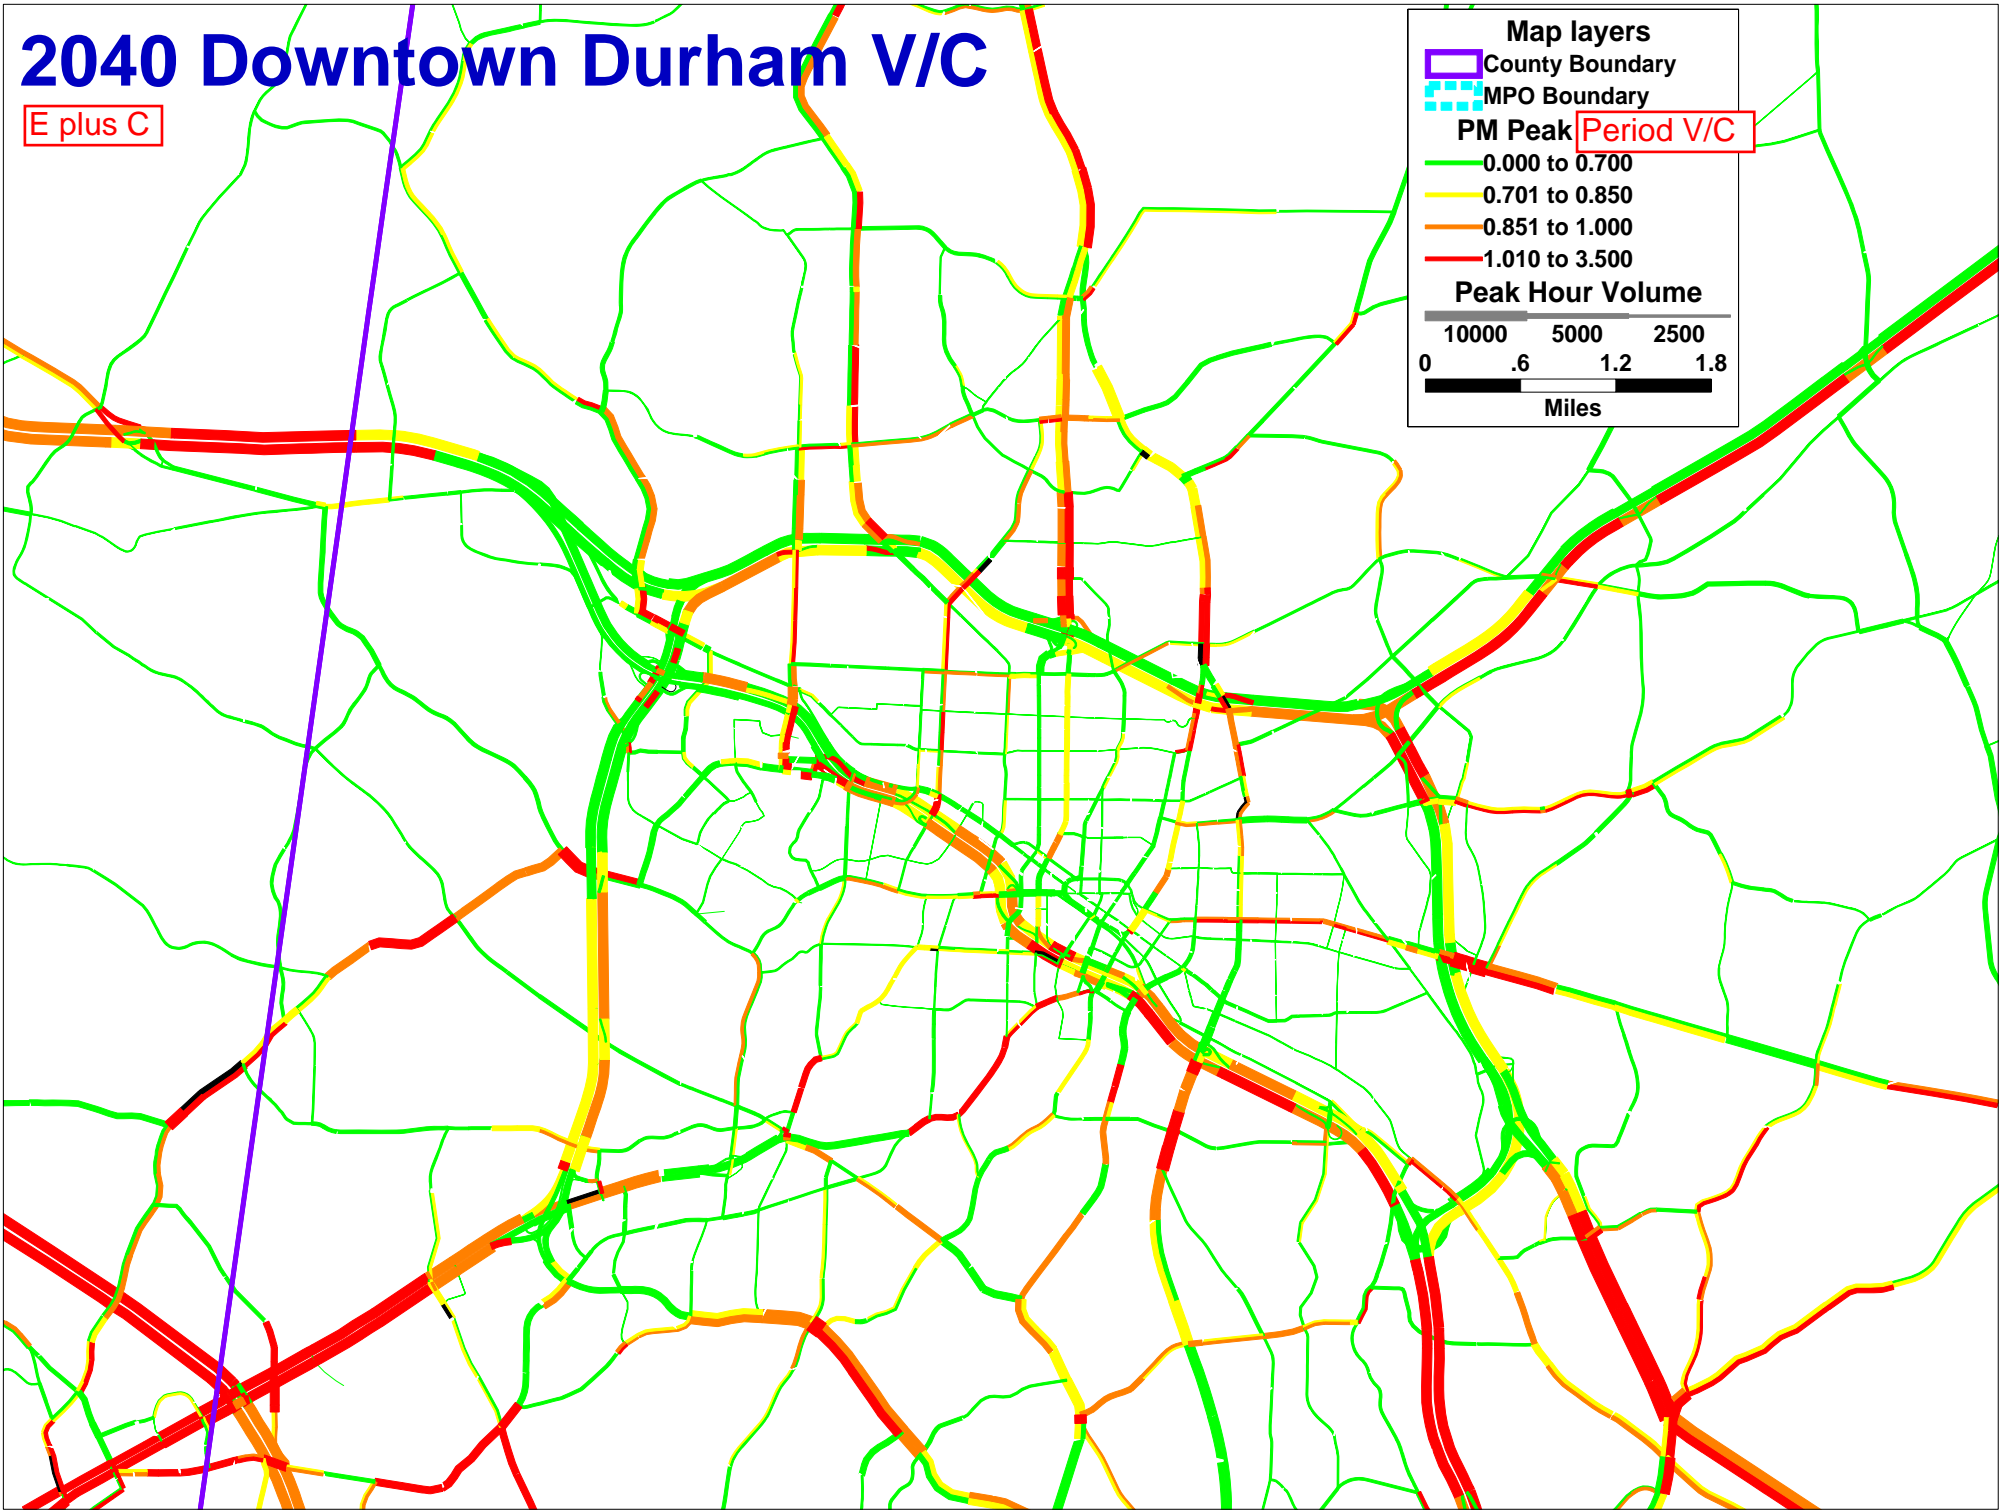 2040 Downtown Durham V/C
E plus C
Map layers
County Boundary
MPO Boundary
PM Peak Period V/C
0.000 to 0.700
0.701 to 0.850
0.851 to 1.000
1.010 to 3.500
Peak Hour Volume
10000 5000 2500
0 .6 1.2 1.8
Miles